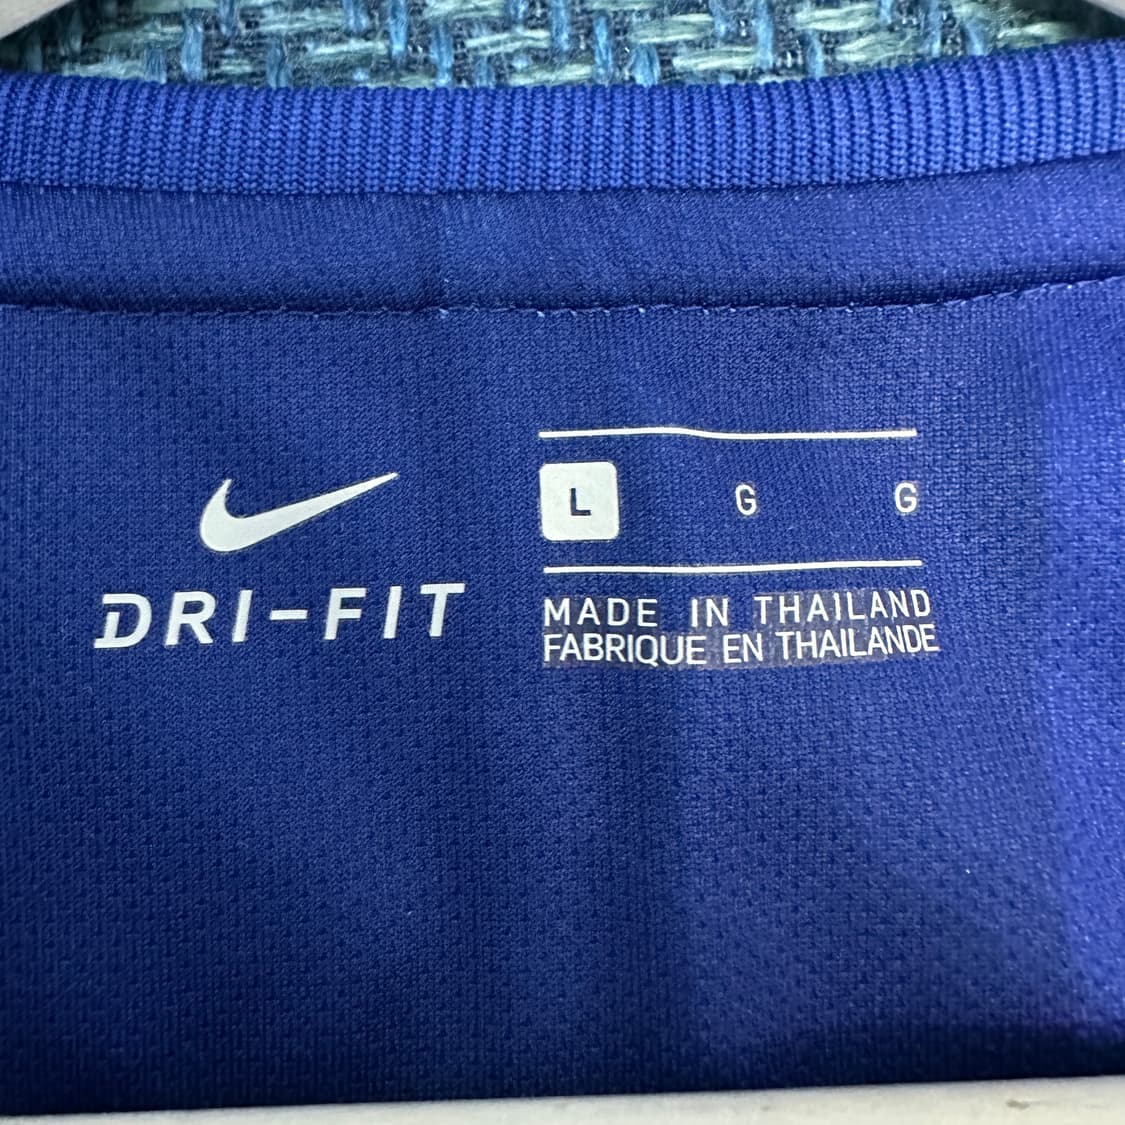 DRI-FIT
L G G
MADE IN THAILAND
FABRIQUE EN THAILANDE